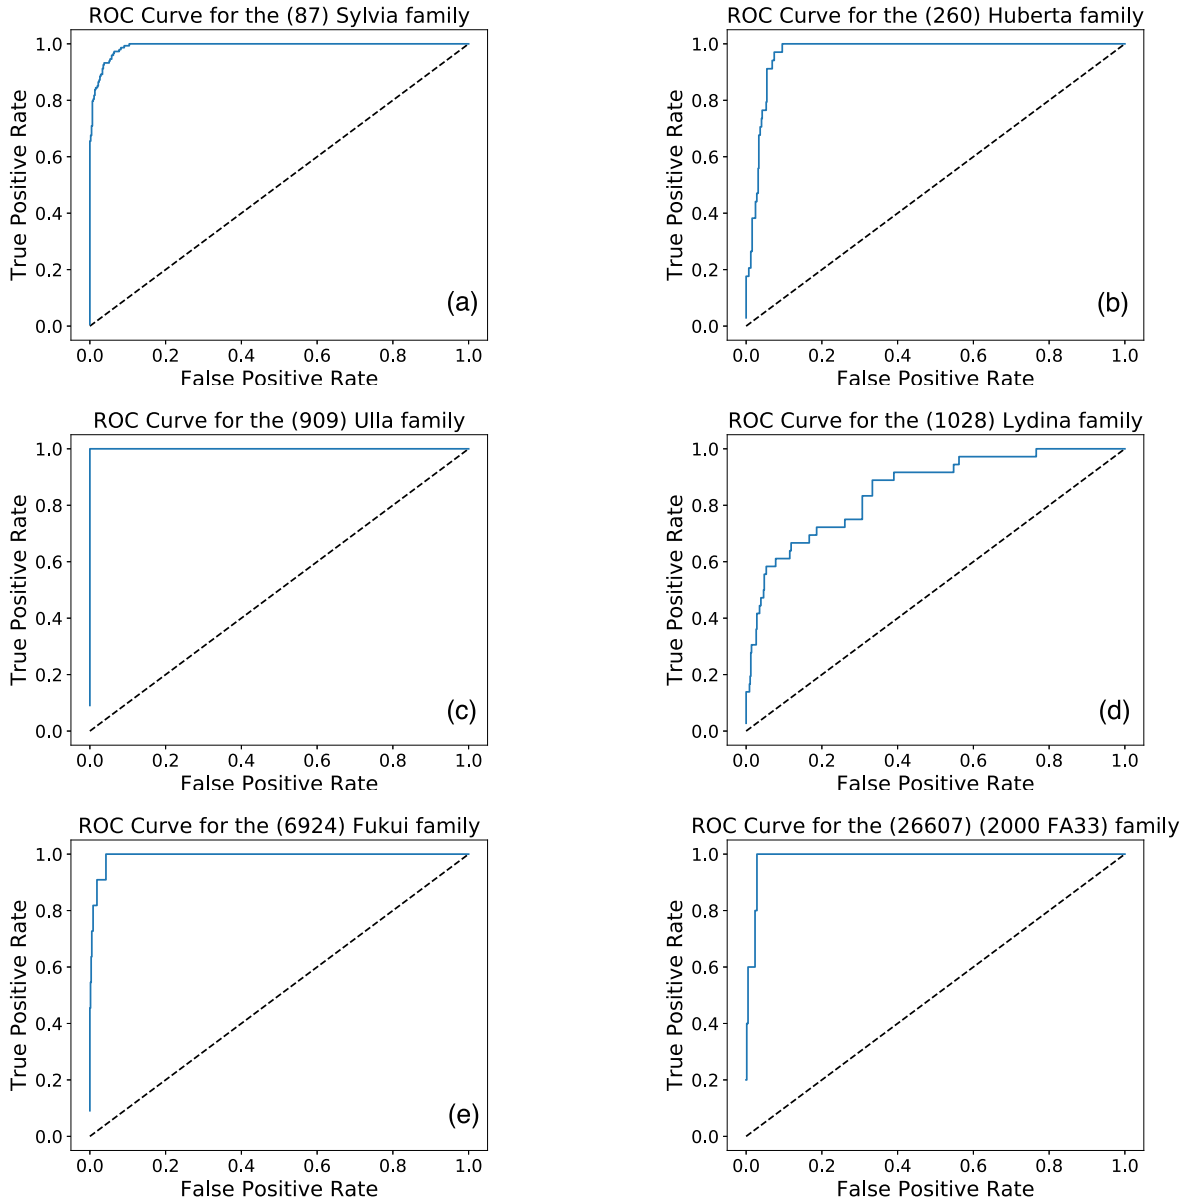 ROC Curve for the (87) Sylvia family
True Positive Rate
1.0
0.8
0.6
0.4
0.2
0.0
(a)
0.0 0.2 0.4 0.6 0.8 1.0
False Positive Rate
ROC Curve for the (260) Huberta family
True Positive Rate
1.0
0.8
0.6
0.4
0.2
0.0
(b)
0.0 0.2 0.4 0.6 0.8 1.0
False Positive Rate
ROC Curve for the (909) Ulla family
True Positive Rate
1.0
0.8
0.6
0.4
0.2
0.0
(c)
0.0 0.2 0.4 0.6 0.8 1.0
False Positive Rate
ROC Curve for the (1028) Lydina family
True Positive Rate
1.0
0.8
0.6
0.4
0.2
0.0
(d)
0.0 0.2 0.4 0.6 0.8 1.0
False Positive Rate
ROC Curve for the (6924) Fukui family
True Positive Rate
1.0
0.8
0.6
0.4
0.2
0.0
(e)
0.0 0.2 0.4 0.6 0.8 1.0
False Positive Rate
ROC Curve for the (26607) (2000 FA33) family
True Positive Rate
1.0
0.8
0.6
0.4
0.2
0.0
0.0 0.2 0.4 0.6 0.8 1.0
False Positive Rate